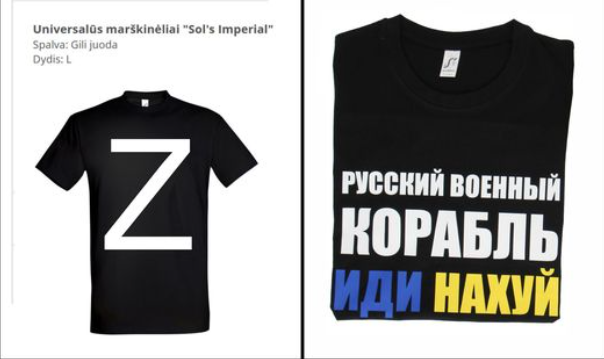 Universalūs marškinėliai "Sol's Imperial"
Spalva: Gili juoda
Dydis: L
Z
РУССКИЙ ВОЕННЫЙ
КОРАБЛЬ
ИДИ НАХУЙ